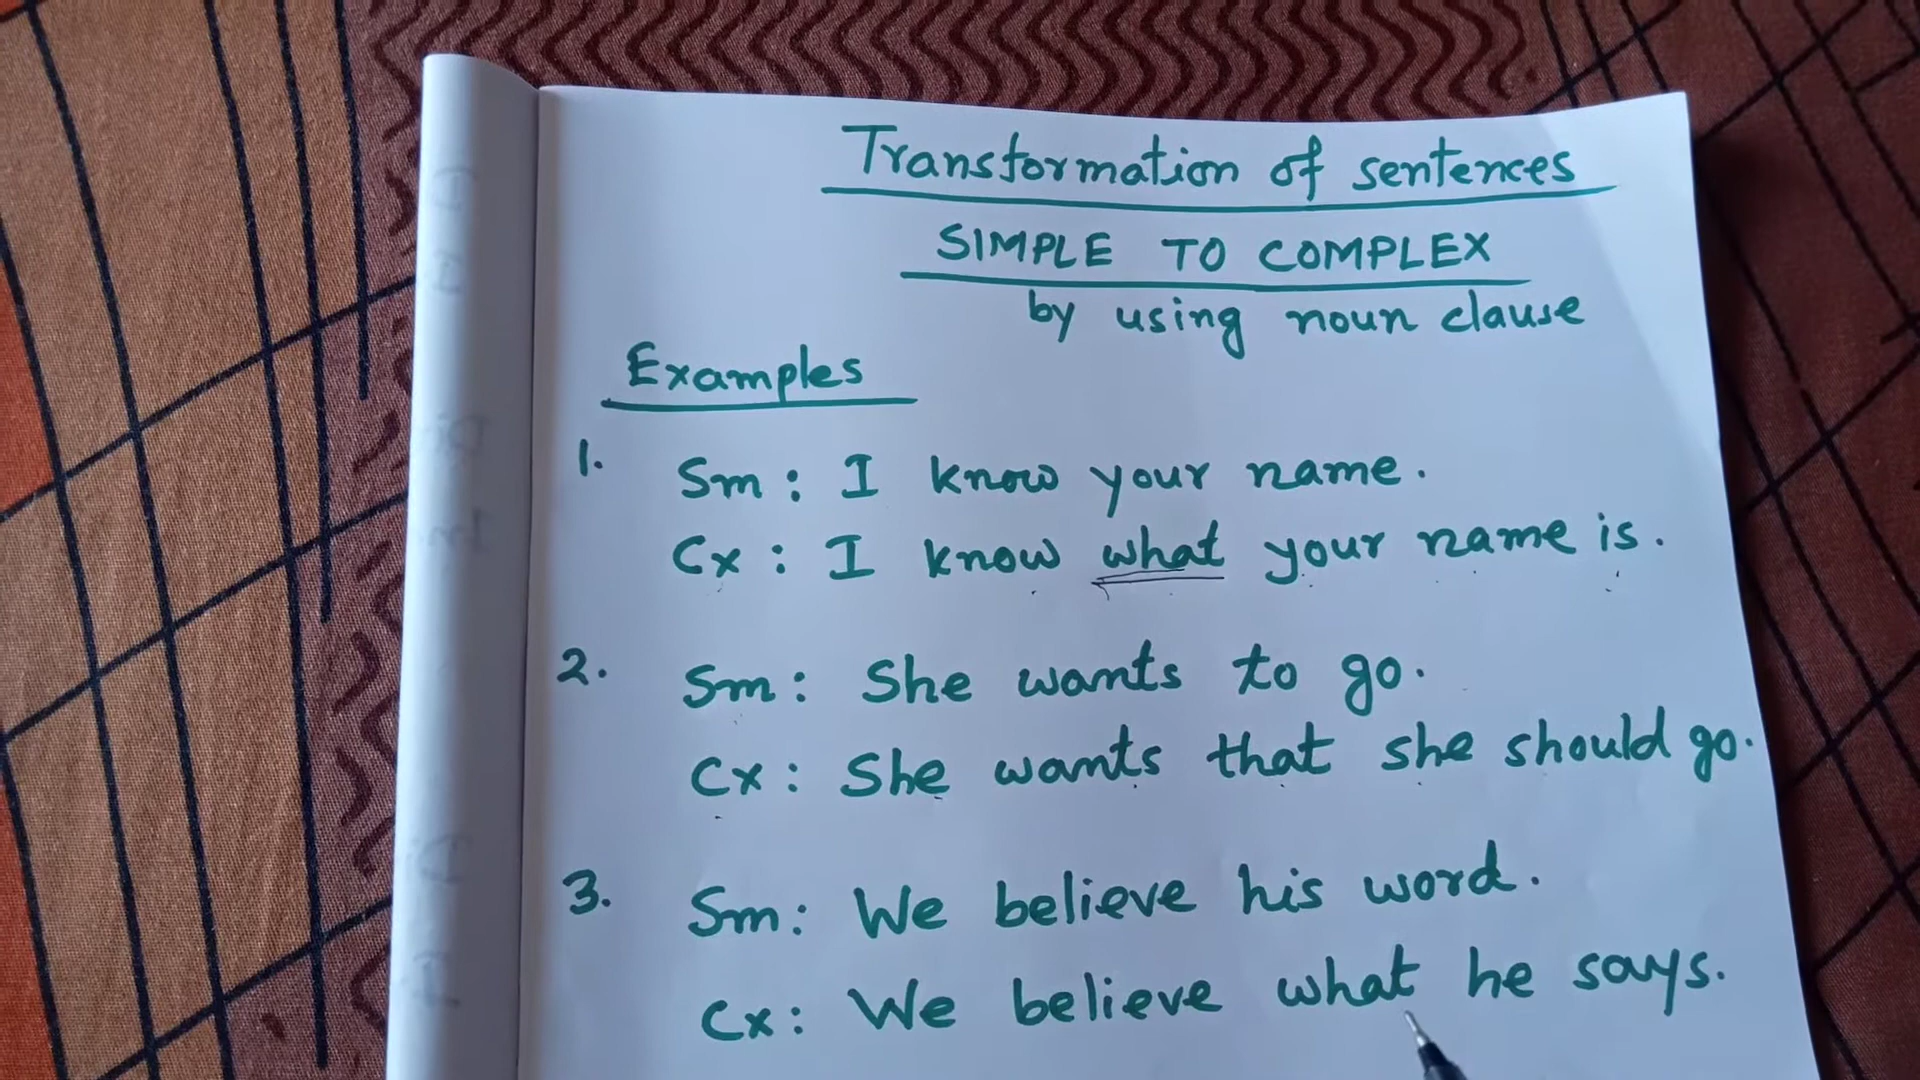 Transformation of sentences
SIMPLE TO COMPLEX
by using noun clause
Examples
1. Sm : I know your name.
Cx : I know what your name is.
2. Sm : She wants to go.
Cx : She wants that she should go.
3. Sm : We believe his word.
Cx : We believe what he says.